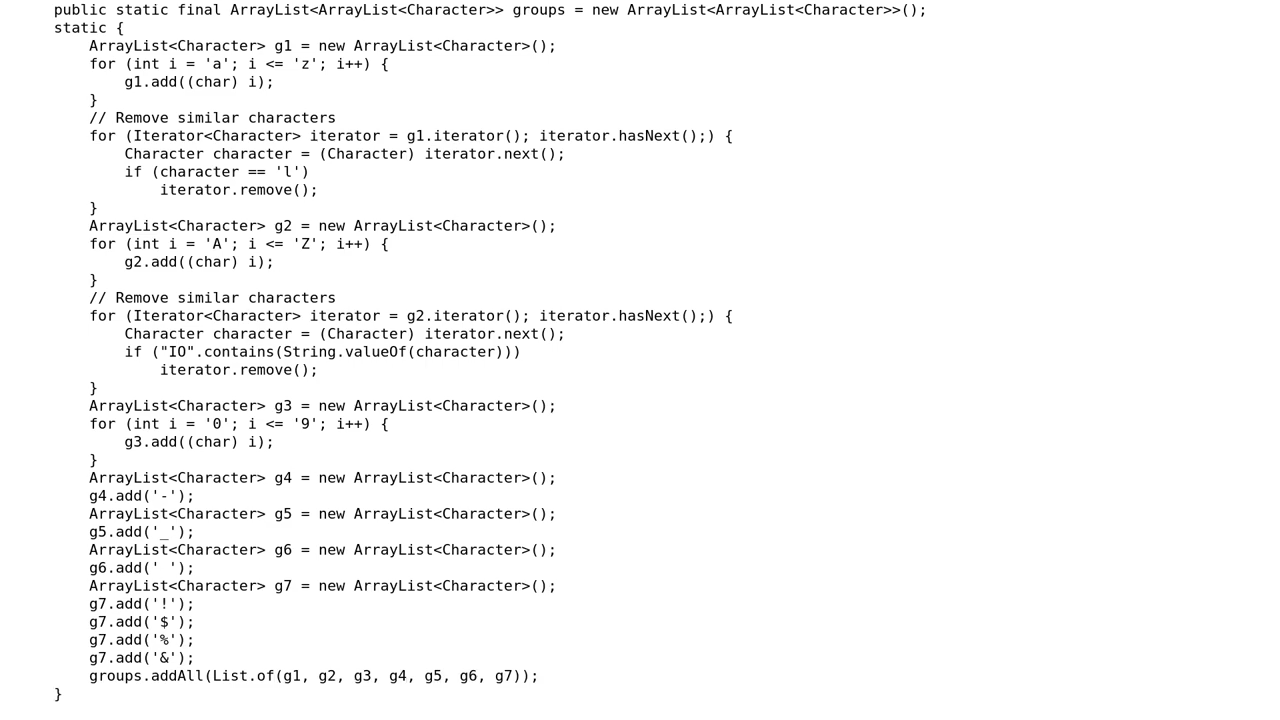 public static final ArrayList<ArrayList<Character>> groups = new ArrayList<ArrayList<Character>>();
static {
    ArrayList<Character> g1 = new ArrayList<Character>();
    for (int i = 'a'; i <= 'z'; i++) {
        g1.add((char) i);
    }
    // Remove similar characters
    for (Iterator<Character> iterator = g1.iterator(); iterator.hasNext();) {
        Character character = (Character) iterator.next();
        if (character == 'l')
            iterator.remove();
    }
    ArrayList<Character> g2 = new ArrayList<Character>();
    for (int i = 'A'; i <= 'Z'; i++) {
        g2.add((char) i);
    }
    // Remove similar characters
    for (Iterator<Character> iterator = g2.iterator(); iterator.hasNext();) {
        Character character = (Character) iterator.next();
        if ("IO".contains(String.valueOf(character)))
            iterator.remove();
    }
    ArrayList<Character> g3 = new ArrayList<Character>();
    for (int i = '0'; i <= '9'; i++) {
        g3.add((char) i);
    }
    ArrayList<Character> g4 = new ArrayList<Character>();
    g4.add('-');
    ArrayList<Character> g5 = new ArrayList<Character>();
    g5.add('_');
    ArrayList<Character> g6 = new ArrayList<Character>();
    g6.add(' ');
    ArrayList<Character> g7 = new ArrayList<Character>();
    g7.add('!');
    g7.add('$');
    g7.add('%');
    g7.add('&');
    groups.addAll(List.of(g1, g2, g3, g4, g5, g6, g7));
}